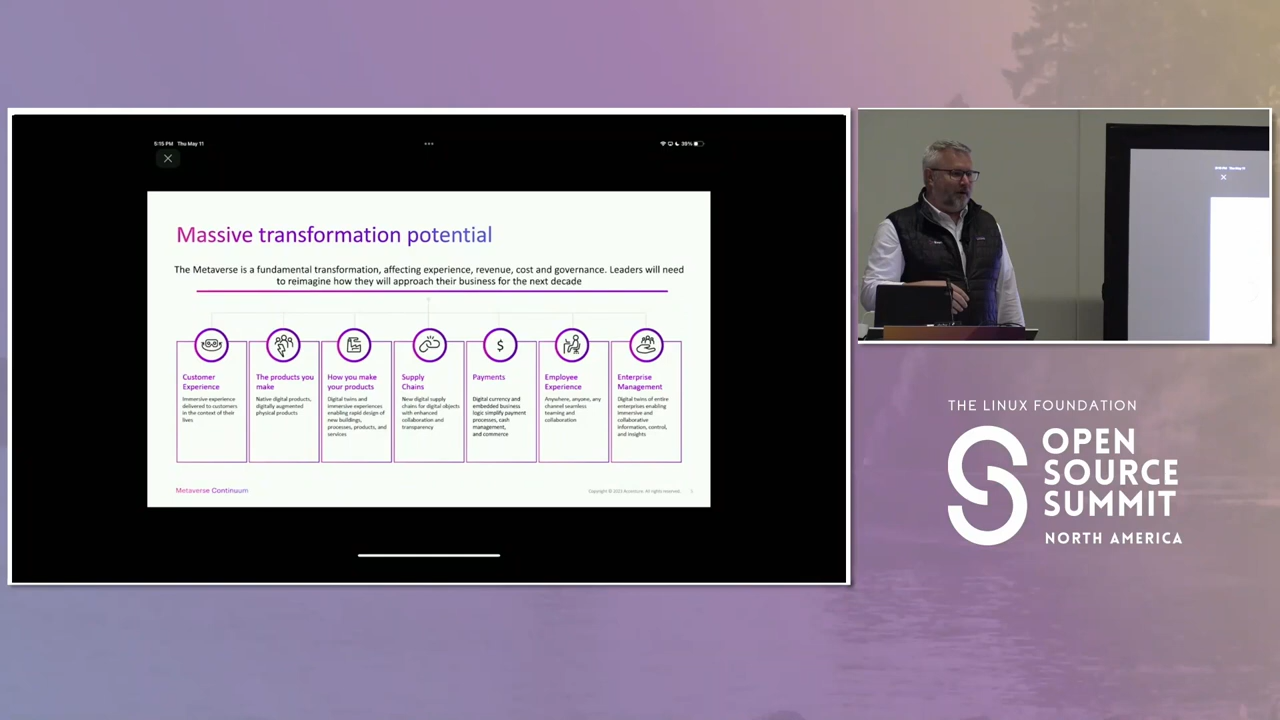 5:15 PM Thu May 11
39%
Massive transformation potential
The Metaverse is a fundamental transformation, affecting experience, revenue, cost and governance. Leaders will need
to reimagine how they will approach their business for the next decade
Customer
Experience
Immersive experience
delivered to customers
in the context of their
lives
The products you
make
Native digital products,
digitally augmented
physical products
How you make
your products
Digital twins and
immersive experiences
enabling rapid design of
new buildings,
processes, products, and
services
Supply
Chains
New digital supply
chains for digital objects
with enhanced
collaboration and
transparency
$
Payments
Digital currency and
embedded business
logic simplify payment
processes, cash
management,
and commerce
Employee
Experience
Anywhere, anyone, any
channel seamless
teaming and
collaboration
Enterprise
Management
Digital twins of entire
enterprises enabling
immersive and
collaborative
information, control,
and insights
Metaverse Continuum
Copyright © 2023 Accenture. All rights reserved.
THE LINUX FOUNDATION
OPEN
SOURCE
SUMMIT
NORTH AMERICA